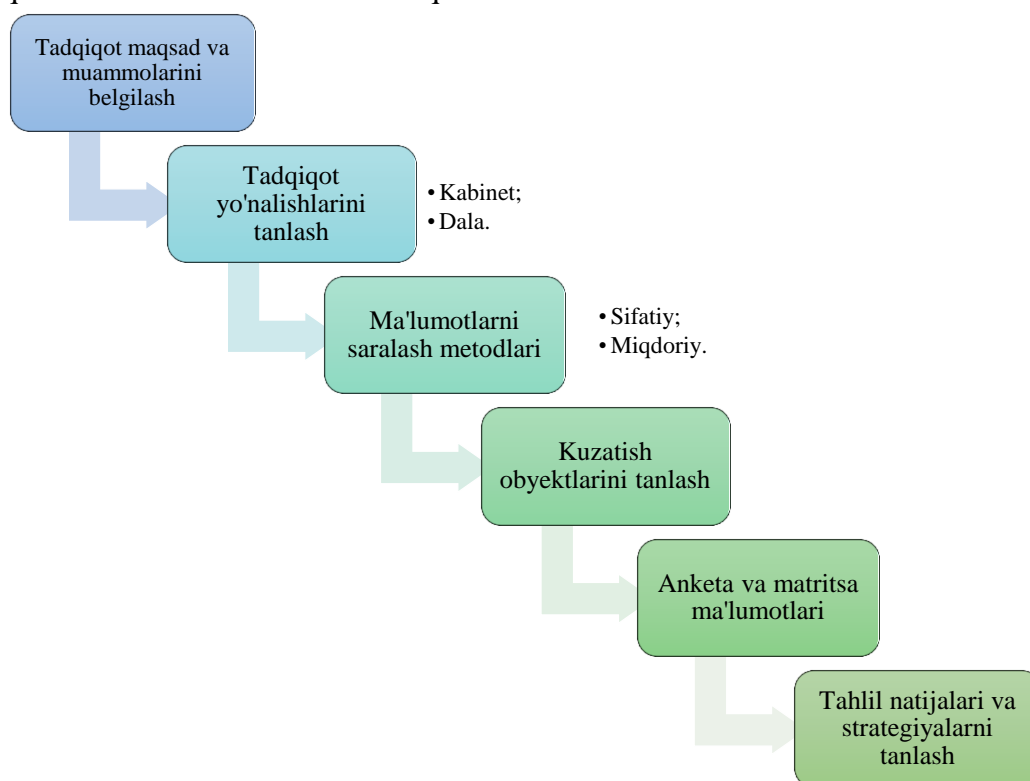 Tadqiqot maqsad va
muammolarini
belgilash
Tadqiqot
yo'nalishlarini
tanlash
• Kabinet;
• Dala.
Ma'lumotlarni
saralash metodlari
• Sifatiy;
• Miqdoriy.
Kuzatish
obyektlarini tanlash
Anketa va matritsa
ma'lumotlari
Tahlil natijalari va
strategiyalarni
tanlash